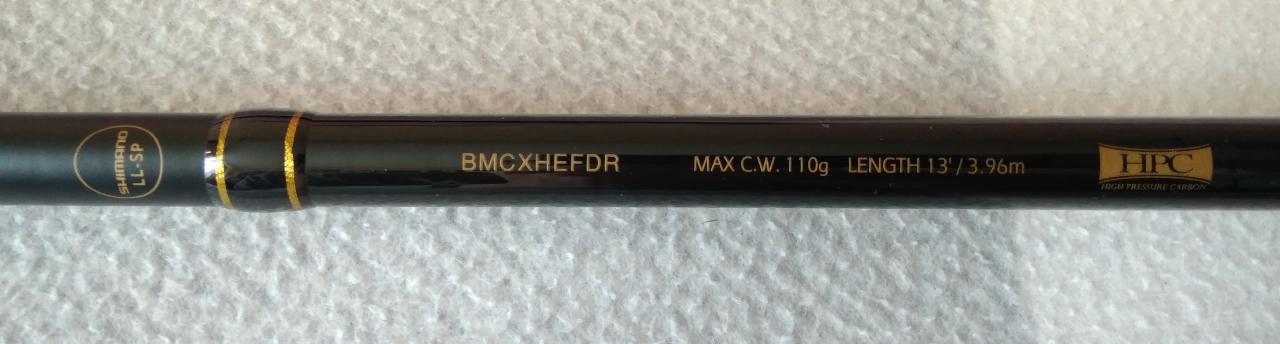 SHIMANO
LL-SP
BMCXHEFDR MAX C.W. 110g LENGTH 13'/3.96m
HPC
HIGH PRESSURE CARBON